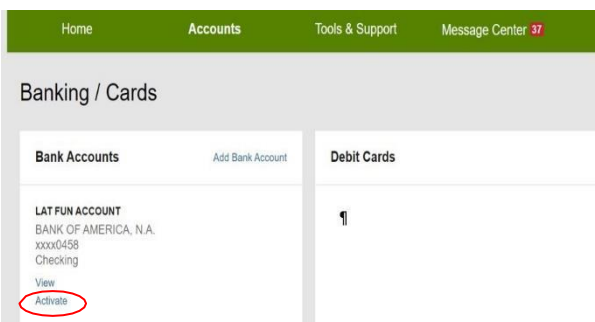 Home Accounts Tools & Support Message Center 37
Banking / Cards
Bank Accounts Add Bank Account
LAT FUN ACCOUNT
BANK OF AMERICA, N.A.
xxxx0458
Checking
View
Activate
Debit Cards
¶